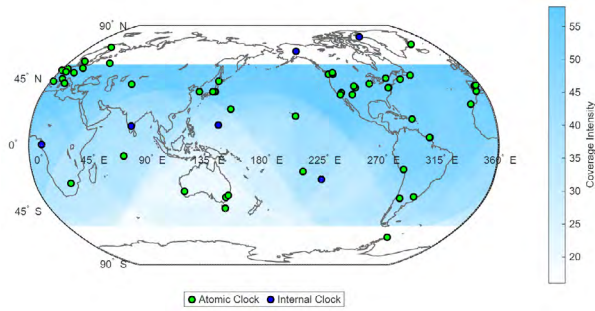 90° N
45° N
0°
0° E
45° E
90° E
135° E
180° E
225° E
270° E
315° E
360° E
45° S
90° S
55
50
45
40
35
30
25
20
Coverage Intensity
Atomic Clock
Internal Clock